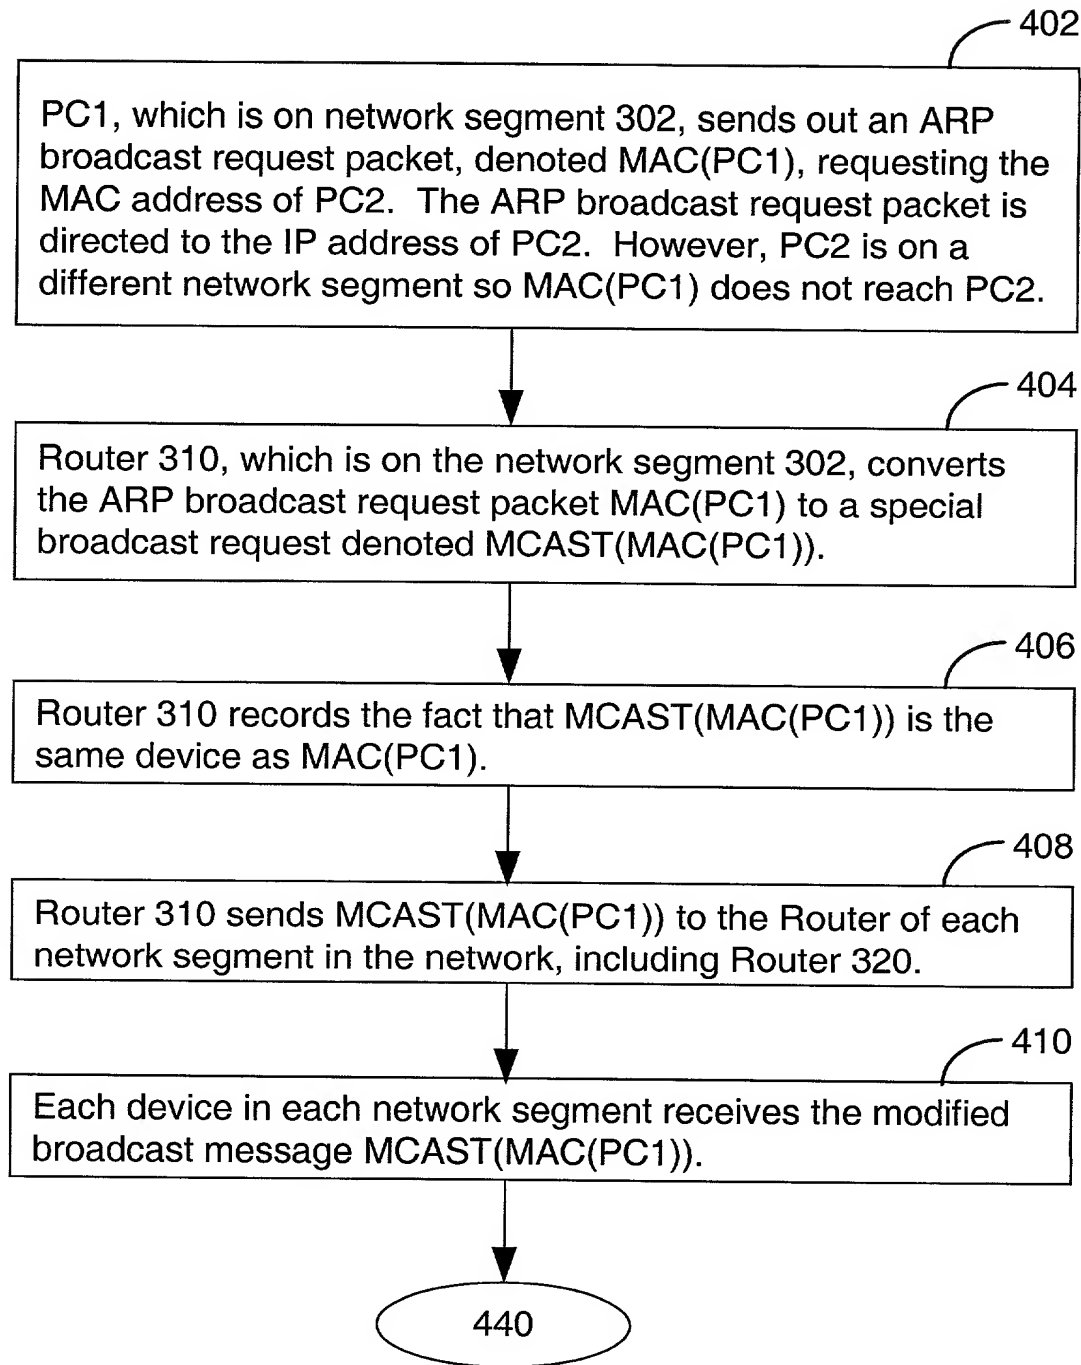 402
PC1, which is on network segment 302, sends out an ARP
broadcast request packet, denoted MAC(PC1), requesting the
MAC address of PC2. The ARP broadcast request packet is
directed to the IP address of PC2. However, PC2 is on a
different network segment so MAC(PC1) does not reach PC2.
404
Router 310, which is on the network segment 302, converts
the ARP broadcast request packet MAC(PC1) to a special
broadcast request denoted MCAST(MAC(PC1)).
406
Router 310 records the fact that MCAST(MAC(PC1)) is the
same device as MAC(PC1).
408
Router 310 sends MCAST(MAC(PC1)) to the Router of each
network segment in the network, including Router 320.
410
Each device in each network segment receives the modified
broadcast message MCAST(MAC(PC1)).
440